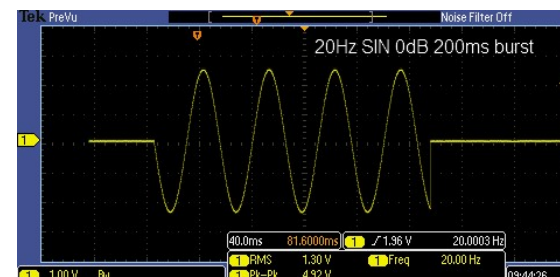 Tek PreVu
Noise Filter Off
20Hz SIN 0dB 200ms burst
1
40.0ms 81.6000ms 1 1.96 V 20.0003 Hz
1 RMS 1.30 V 1 Freq 20.00 Hz
1 1.00 V Bw 1 Pk-Pk 4.92 V 09:44:26